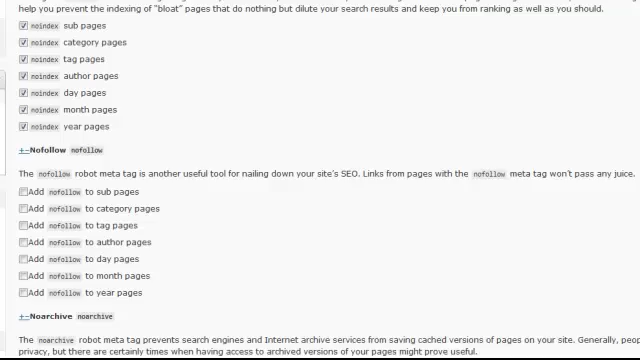 help you prevent the indexing of "bloat" pages that do nothing but dilute your search results and keep you from ranking as well as you should.
noindex sub pages
noindex category pages
noindex tag pages
noindex author pages
noindex day pages
noindex month pages
noindex year pages
+–Nofollow nofollow
The nofollow robot meta tag is another useful tool for nailing down your site's SEO. Links from pages with the nofollow meta tag won't pass any juice.
Add nofollow to sub pages
Add nofollow to category pages
Add nofollow to tag pages
Add nofollow to author pages
Add nofollow to day pages
Add nofollow to month pages
Add nofollow to year pages
+–Noarchive noarchive
The noarchive robot meta tag prevents search engines and Internet archive services from saving cached versions of pages on your site. Generally, peo
privacy, but there are certainly times when having access to archived versions of your pages might prove useful.